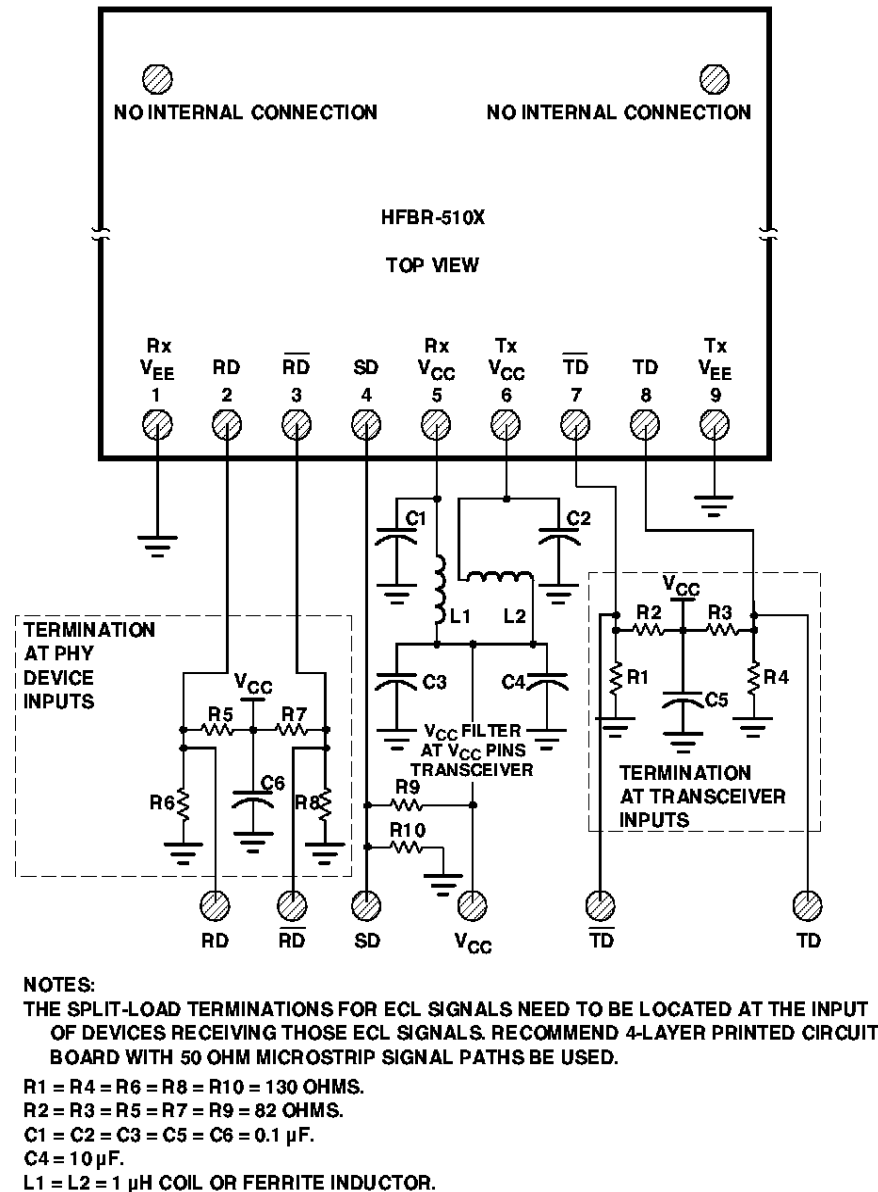 NO INTERNAL CONNECTION
NO INTERNAL CONNECTION
HFBR-510X
TOP VIEW
Rx
VEE
1
RD
2
RD
3
SD
4
Rx
VCC
5
Tx
VCC
6
TD
7
TD
8
Tx
VEE
9
C1
C2
L1
L2
C3
C4
VCC FILTER
AT VCC PINS
TRANSCEIVER
R9
R10
TERMINATION
AT PHY
DEVICE
INPUTS
VCC
R5
R7
C6
R6
R8
VCC
R2
R3
R1
R4
C5
TERMINATION
AT TRANSCEIVER
INPUTS
RD
RD
SD
VCC
TD
TD
NOTES:
THE SPLIT-LOAD TERMINATIONS FOR ECL SIGNALS NEED TO BE LOCATED AT THE INPUT
OF DEVICES RECEIVING THOSE ECL SIGNALS. RECOMMEND 4-LAYER PRINTED CIRCUIT
BOARD WITH 50 OHM MICROSTRIP SIGNAL PATHS BE USED.
R1 = R4 = R6 = R8 = R10 = 130 OHMS.
R2 = R3 = R5 = R7 = R9 = 82 OHMS.
C1 = C2 = C3 = C5 = C6 = 0.1 µF.
C4 = 10 µF.
L1 = L2 = 1 µH COIL OR FERRITE INDUCTOR.